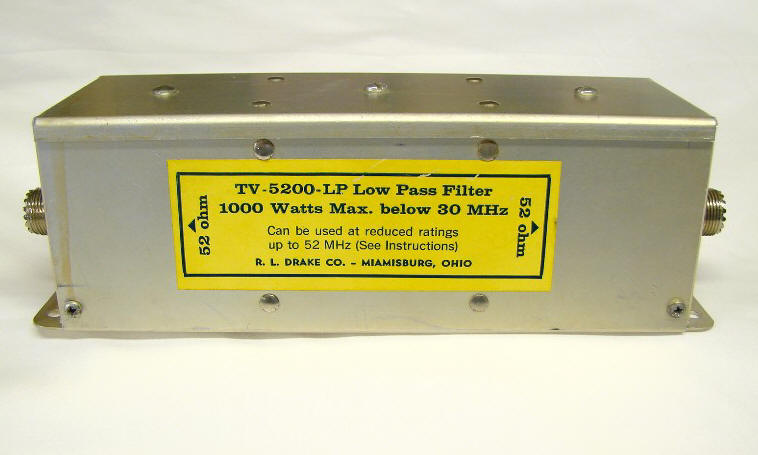 TV-5200-LP Low Pass Filter
1000 Watts Max. below 30 MHz
Can be used at reduced ratings
up to 52 MHz (See Instructions)
R. L. DRAKE CO. – MIAMISBURG, OHIO
52 ohm
52 ohm